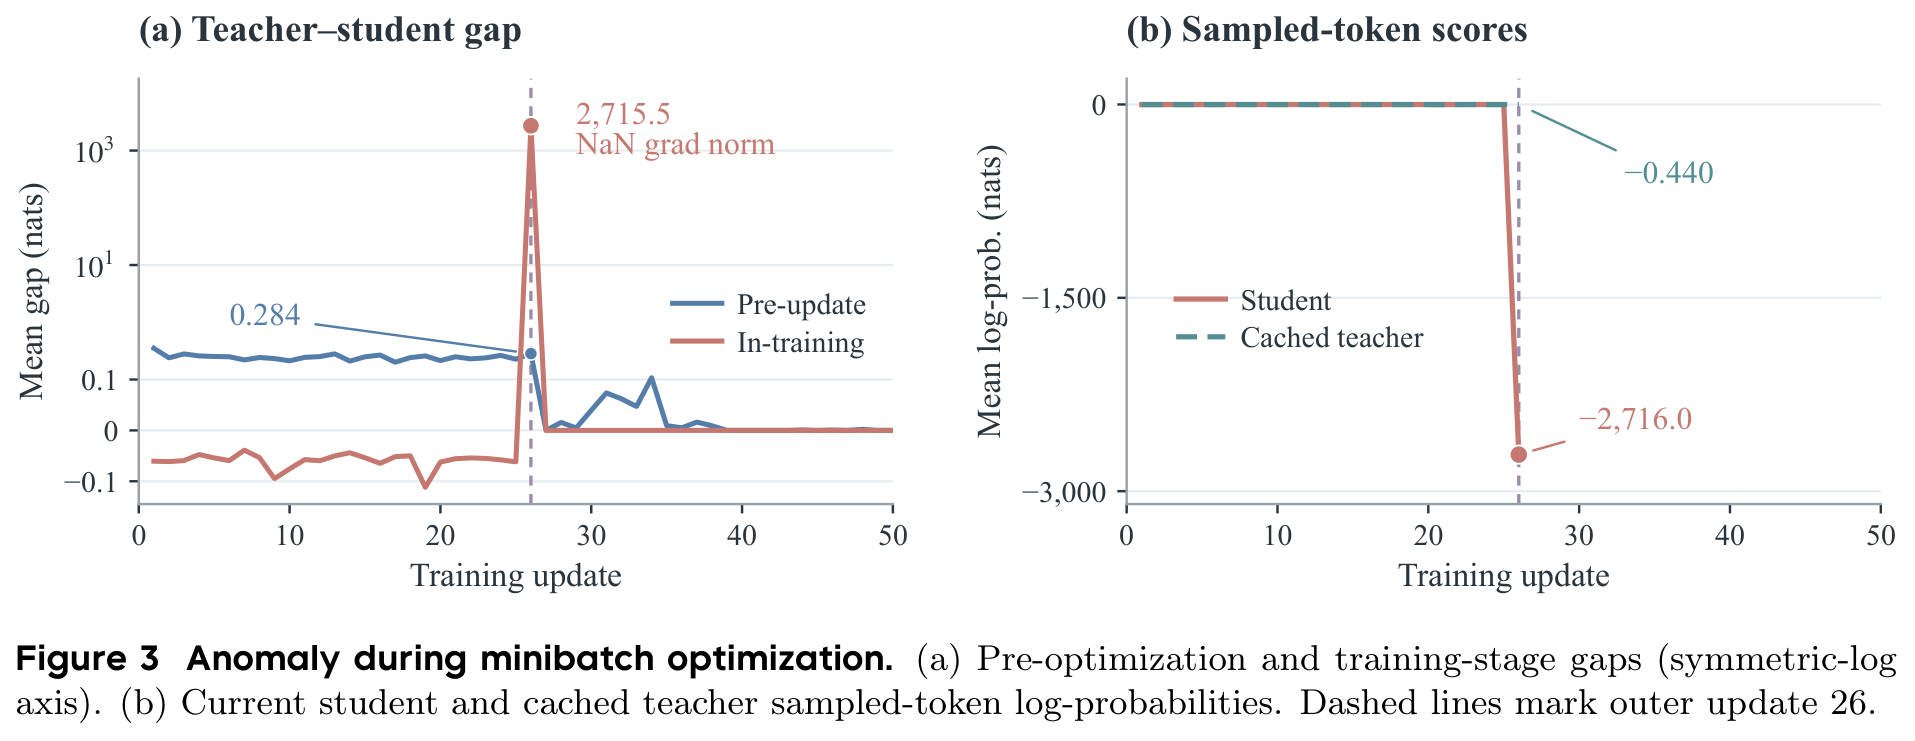 (a) Teacher–student gap
Mean gap (nats)
10³
10¹
0.1
0
−0.1
2,715.5
NaN grad norm
0.284
Pre-update
In-training
0 10 20 30 40 50
Training update
(b) Sampled-token scores
Mean log-prob. (nats)
0
−1,500
−3,000
−0.440
Student
Cached teacher
−2,716.0
0 10 20 30 40 50
Training update
Figure 3 Anomaly during minibatch optimization. (a) Pre-optimization and training-stage gaps (symmetric-log
axis). (b) Current student and cached teacher sampled-token log-probabilities. Dashed lines mark outer update 26.